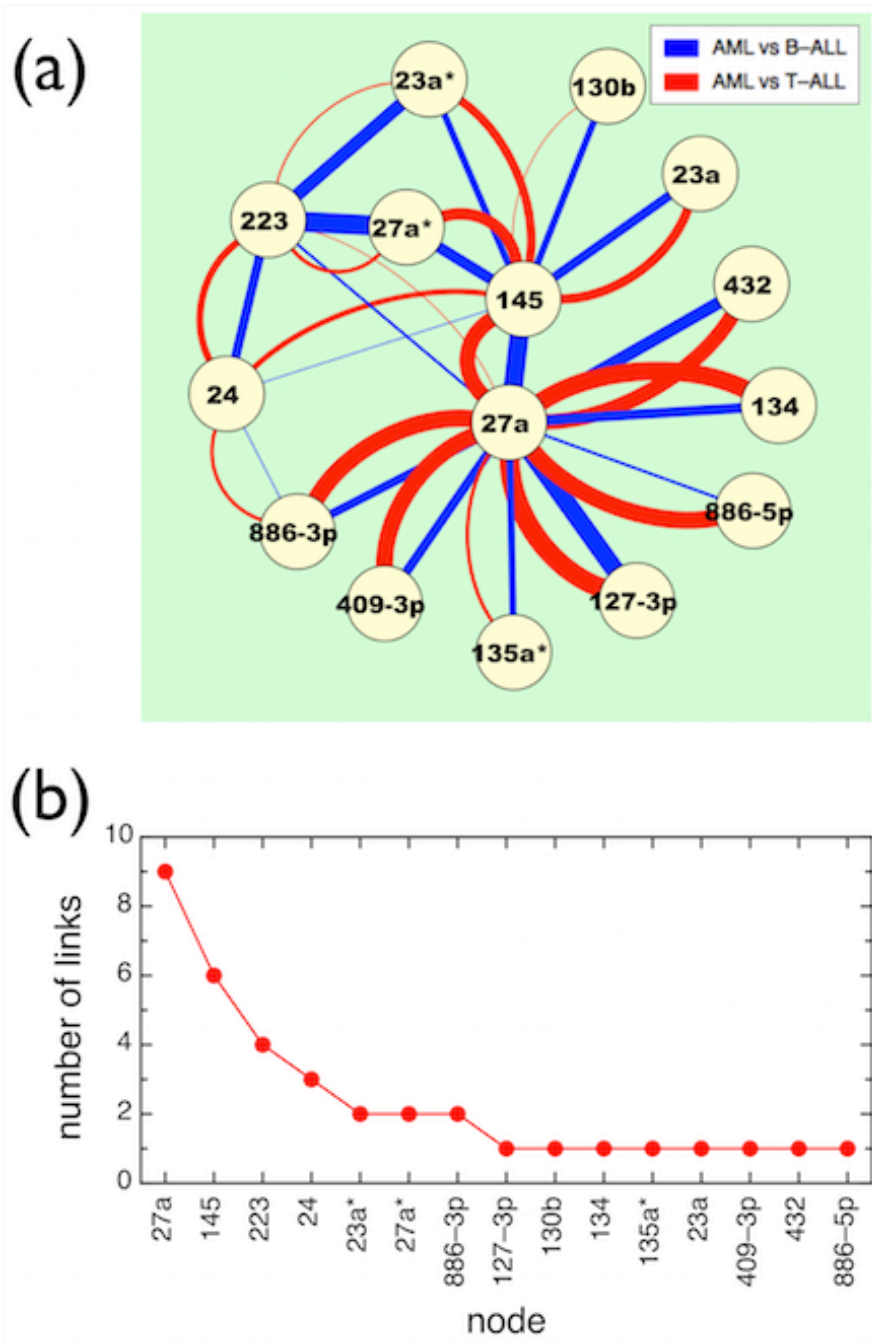 (a)
AML vs B–ALL
AML vs T–ALL
23a*
130b
23a
223
27a*
432
145
24
134
27a
886-5p
886-3p
127-3p
409-3p
135a*
(b)
10
8
6
4
2
0
number of links
27a
145
223
24
23a*
27a*
886–3p
127–3p
130b
134
135a*
23a
409–3p
432
886–5p
node